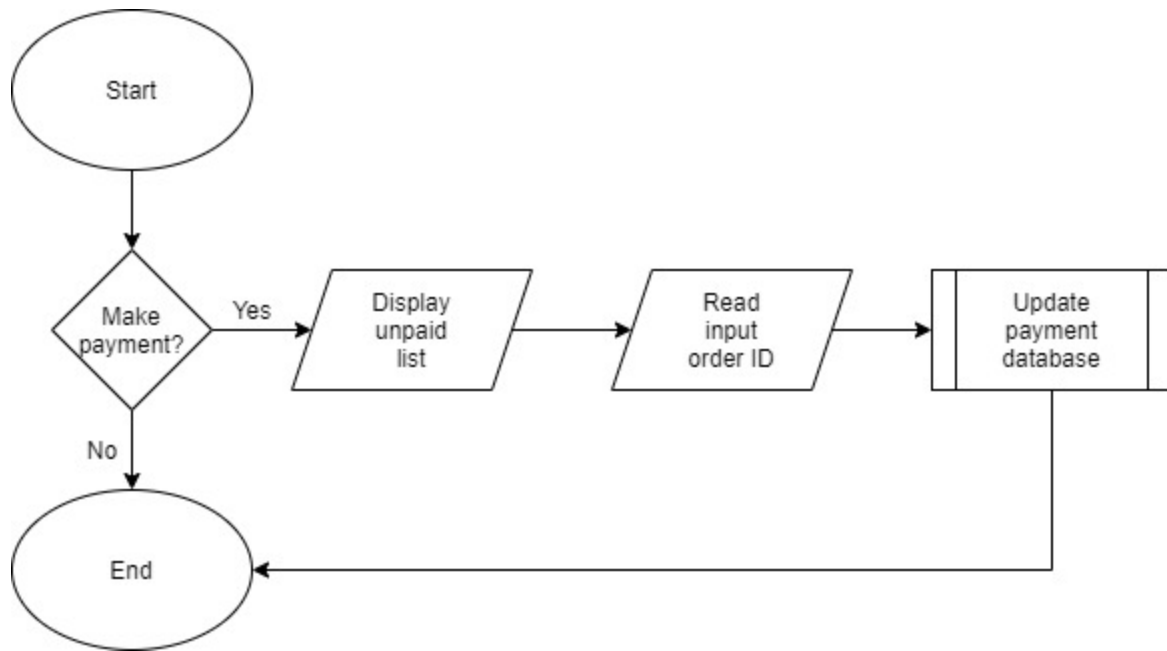 Start
Make
payment?
Yes
Display
unpaid
list
Read
input
order ID
Update
payment
database
No
End